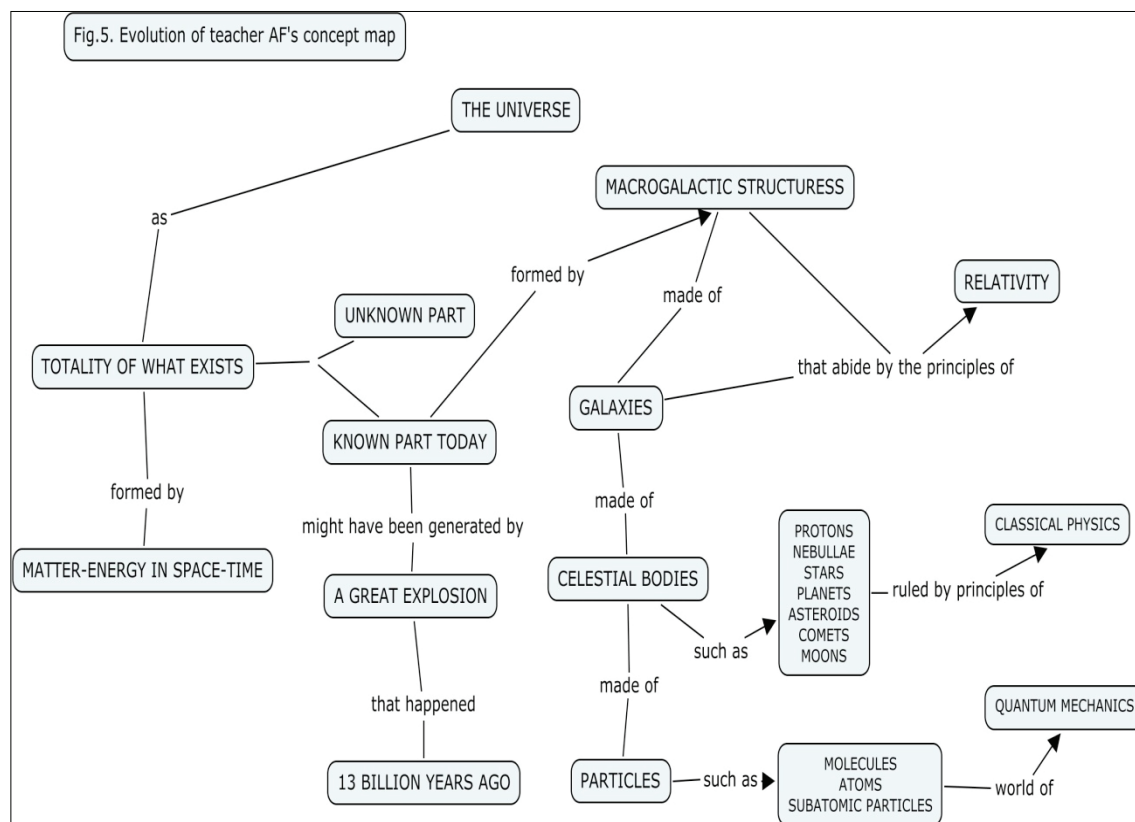 Fig.5. Evolution of teacher AF's concept map
THE UNIVERSE
as
TOTALITY OF WHAT EXISTS
formed by
MATTER-ENERGY IN SPACE-TIME
UNKNOWN PART
KNOWN PART TODAY
might have been generated by
A GREAT EXPLOSION
that happened
13 BILLION YEARS AGO
formed by
MACROGALACTIC STRUCTURESS
made of
that abide by the principles of
RELATIVITY
GALAXIES
made of
CELESTIAL BODIES
such as
PROTONS
NEBULLAE
STARS
PLANETS
ASTEROIDS
COMETS
MOONS
ruled by principles of
CLASSICAL PHYSICS
made of
PARTICLES
such as
MOLECULES
ATOMS
SUBATOMIC PARTICLES
world of
QUANTUM MECHANICS